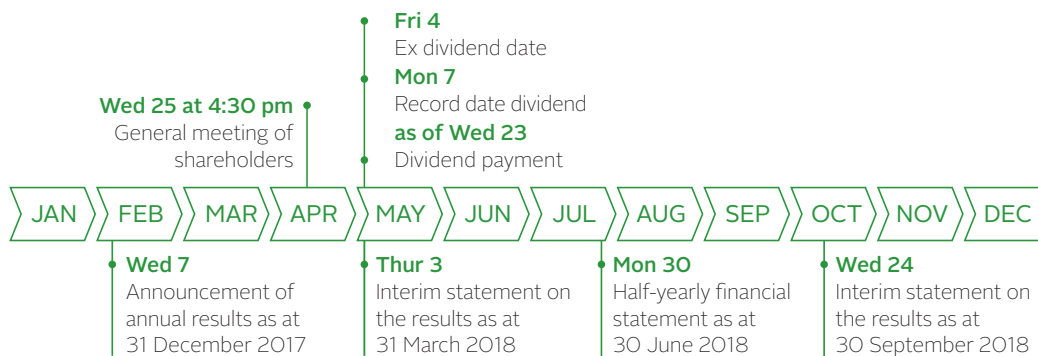 Fri 4
Ex dividend date
Mon 7
Record date dividend
as of Wed 23
Dividend payment
Wed 25 at 4:30 pm
General meeting of
shareholders
JAN
FEB
MAR
APR
MAY
JUN
JUL
AUG
SEP
OCT
NOV
DEC
Wed 7
Announcement of
annual results as at
31 December 2017
Thur 3
Interim statement on
the results as at
31 March 2018
Mon 30
Half-yearly financial
statement as at
30 June 2018
Wed 24
Interim statement on
the results as at
30 September 2018